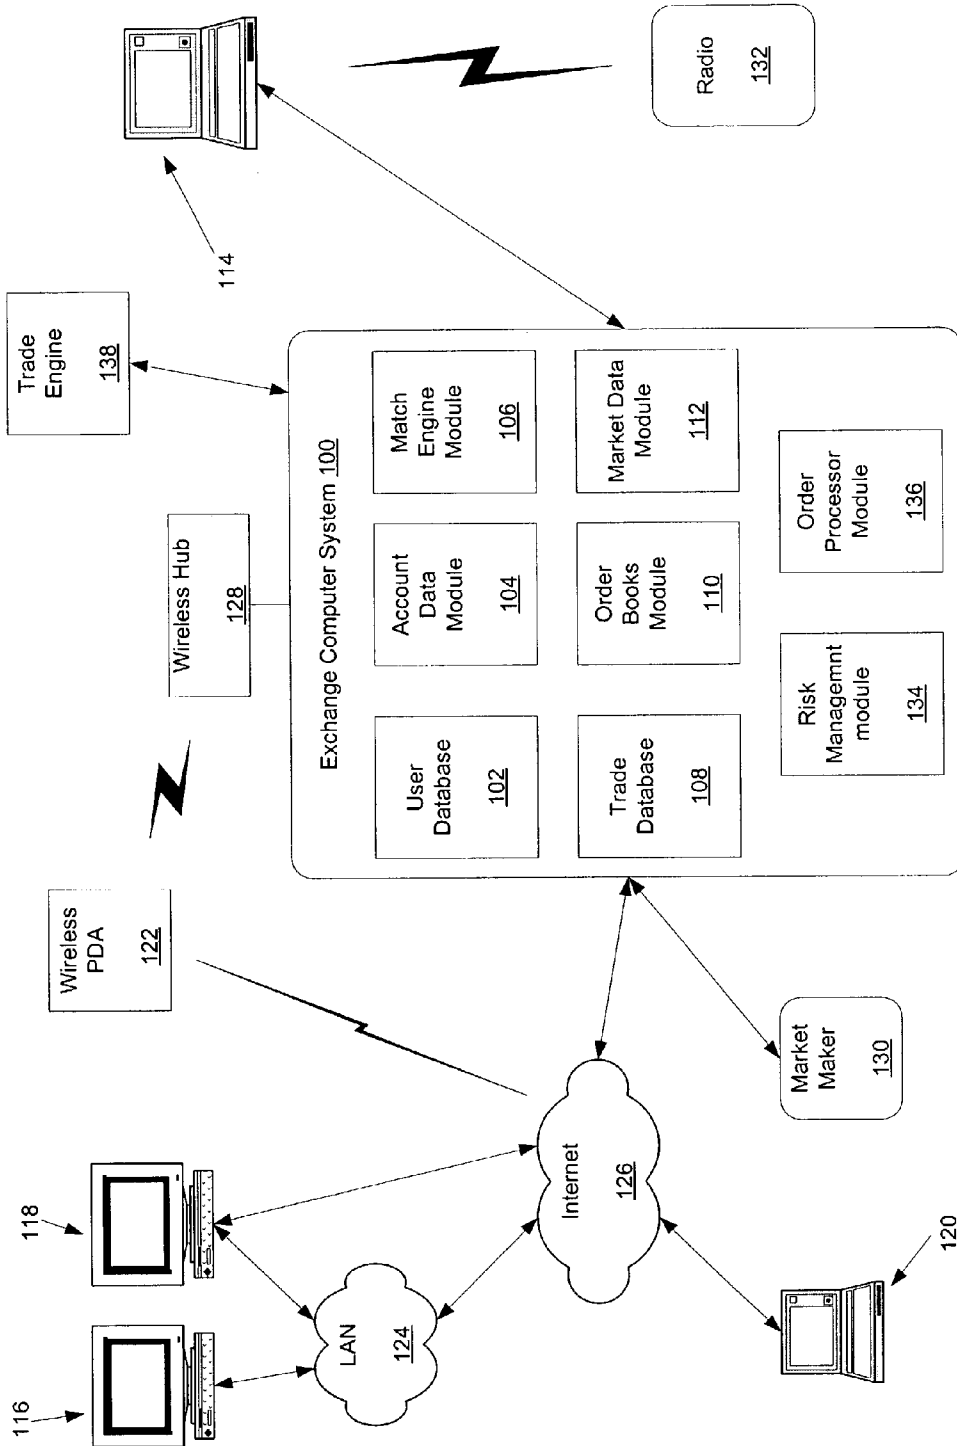 114
Radio
132
Trade
Engine
138
Wireless Hub
128
Exchange Computer System 100
User
Database
102
Account
Data
Module
104
Match
Engine
Module
106
Trade
Database
108
Order
Books
Module
110
Market Data
Module
112
Risk
Managemnt
module
134
Order
Processor
Module
136
Wireless
PDA
122
Market
Maker
130
Internet
126
118
116
LAN
124
120